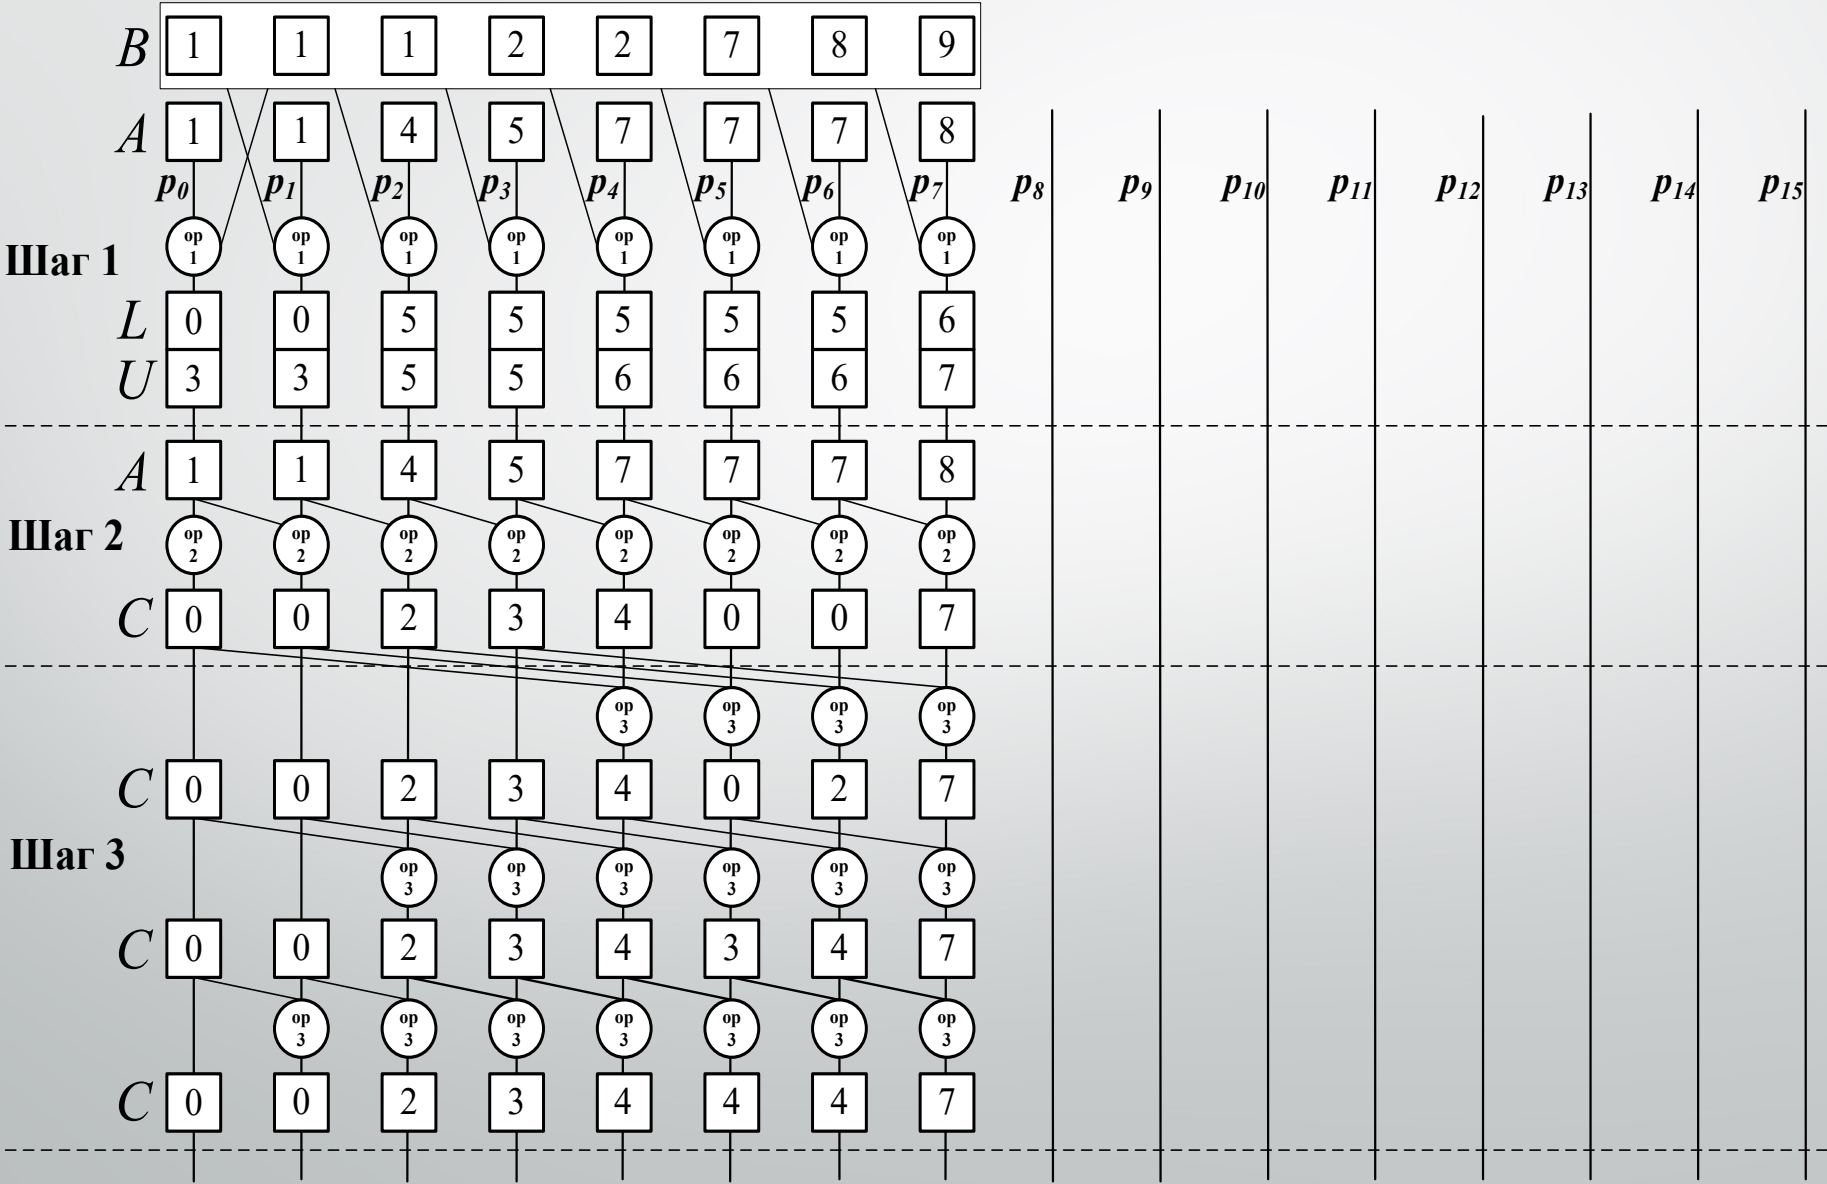 B 1 1 1 2 2 7 8 9
A 1 1 4 5 7 7 7 8
p0 p1 p2 p3 p4 p5 p6 p7 p8 p9 p10 p11 p12 p13 p14 p15
Шаг 1
op 1 op 1 op 1 op 1 op 1 op 1 op 1 op 1
L 0 0 5 5 5 5 5 6
U 3 3 5 5 6 6 6 7
A 1 1 4 5 7 7 7 8
Шаг 2
op 2 op 2 op 2 op 2 op 2 op 2 op 2 op 2
C 0 0 2 3 4 0 0 7
op 3 op 3 op 3 op 3
C 0 0 2 3 4 0 2 7
Шаг 3
op 3 op 3 op 3 op 3 op 3 op 3
C 0 0 2 3 4 3 4 7
op 3 op 3 op 3 op 3 op 3 op 3 op 3
C 0 0 2 3 4 4 4 7